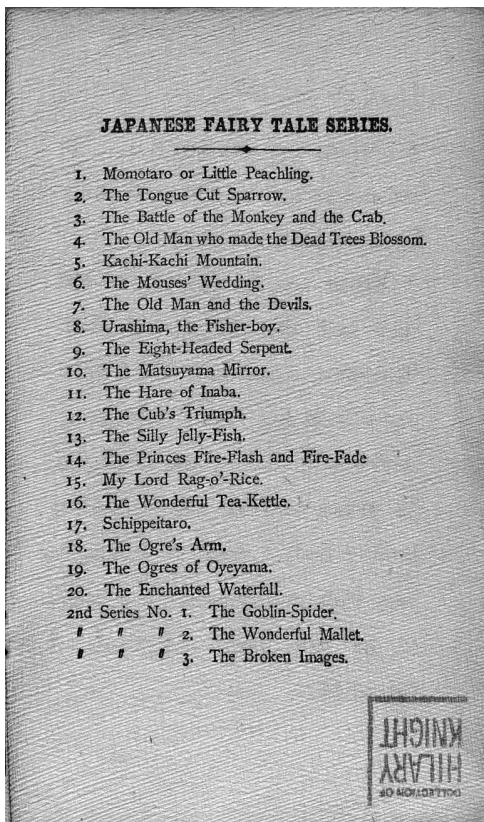 JAPANESE FAIRY TALE SERIES.
1. Momotaro or Little Peachling.
2. The Tongue Cut Sparrow.
3. The Battle of the Monkey and the Crab.
4. The Old Man who made the Dead Trees Blossom.
5. Kachi-Kachi Mountain.
6. The Mouses' Wedding.
7. The Old Man and the Devils.
8. Urashima, the Fisher-boy.
9. The Eight-Headed Serpent.
10. The Matsuyama Mirror.
11. The Hare of Inaba.
12. The Cub's Triumph.
13. The Silly Jelly-Fish.
14. The Princes Fire-Flash and Fire-Fade
15. My Lord Rag-o'-Rice.
16. The Wonderful Tea-Kettle.
17. Schippeitaro.
18. The Ogre's Arm.
19. The Ogres of Oyeyama.
20. The Enchanted Waterfall.
2nd Series No. 1. The Goblin-Spider.
" " " 2. The Wonderful Mallet.
" " " 3. The Broken Images.
COLLECTION OF
HILARY
KNIGHT